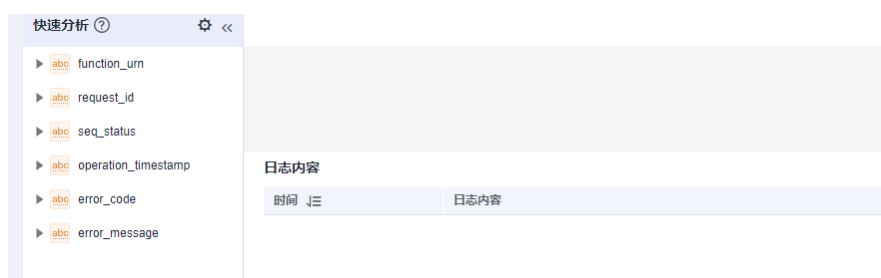 快速分析
abc function_urn
abc request_id
abc seq_status
abc operation_timestamp
abc error_code
abc error_message
日志内容
时间 日志内容